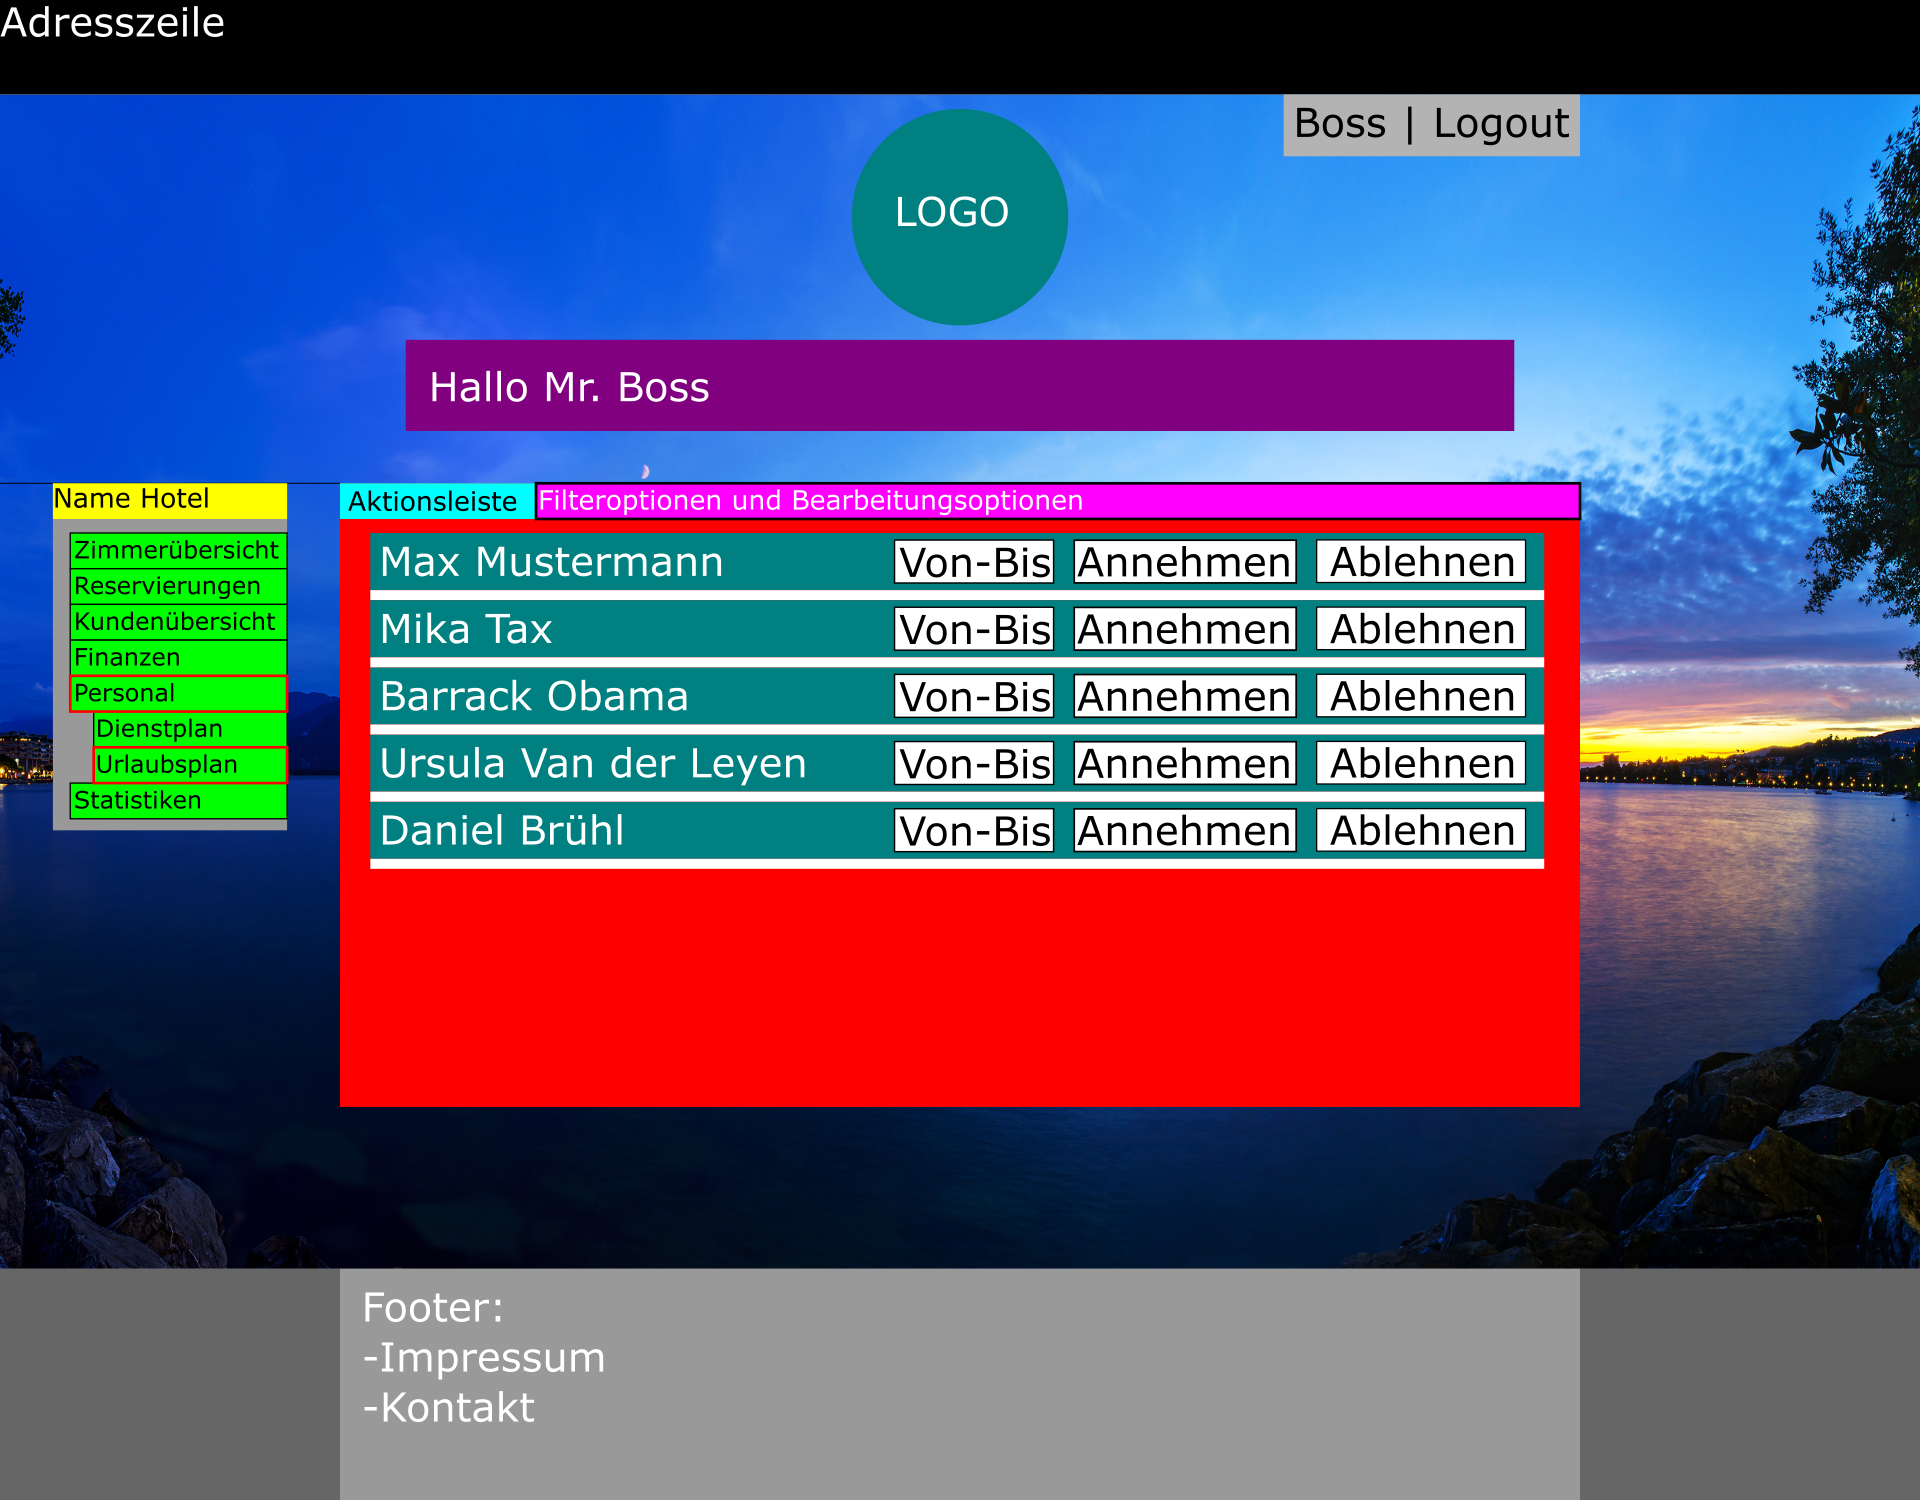 Adresszeile
Boss | Logout
LOGO
Hallo Mr. Boss
Name Hotel
Zimmerübersicht
Reservierungen
Kundenübersicht
Finanzen
Personal
Dienstplan
Urlaubsplan
Statistiken
Aktionsleiste Filteroptionen und Bearbeitungsoptionen
Max Mustermann Von-Bis Annehmen Ablehnen
Mika Tax Von-Bis Annehmen Ablehnen
Barrack Obama Von-Bis Annehmen Ablehnen
Ursula Van der Leyen Von-Bis Annehmen Ablehnen
Daniel Brühl Von-Bis Annehmen Ablehnen
Footer:
-Impressum
-Kontakt